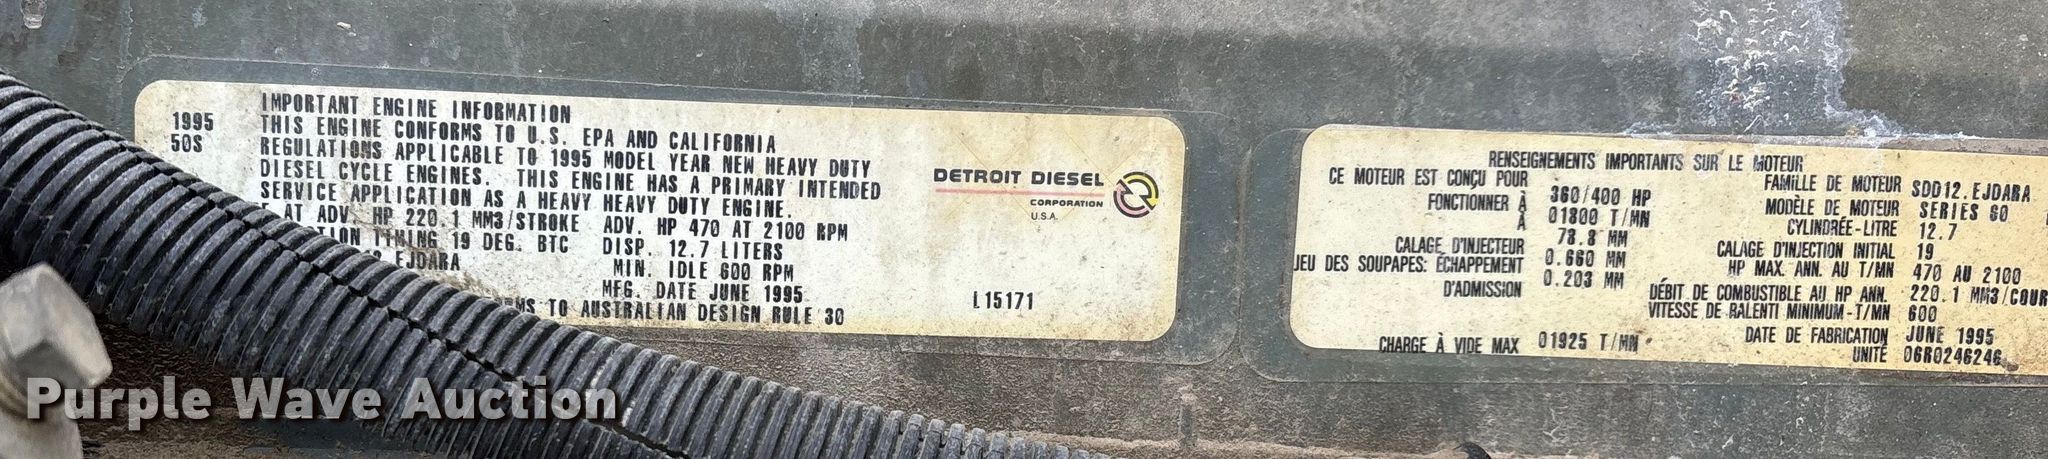 1995
50S
IMPORTANT ENGINE INFORMATION
THIS ENGINE CONFORMS TO U.S. EPA AND CALIFORNIA
REGULATIONS APPLICABLE TO 1995 MODEL YEAR NEW HEAVY DUTY
DIESEL CYCLE ENGINES. THIS ENGINE HAS A PRIMARY INTENDED
SERVICE APPLICATION AS A HEAVY HEAVY DUTY ENGINE.
AT ADV. HP 220.1 MM3/STROKE ADV. HP 470 AT 2100 RPM
TIMING 19 DEG. BTC DISP. 12.7 LITERS
EJDARA MIN. IDLE 600 RPM
MFG. DATE JUNE 1995
TO AUSTRALIAN DESIGN RULE 30
DETROIT DIESEL
CORPORATION
U.S.A.
L15171
RENSEIGNEMENTS IMPORTANTS SUR LE MOTEUR
CE MOTEUR EST CONÇU POUR
FONCTIONNER À 360/400 HP
À 01800 T/MN
CALAGE D'INJECTEUR 78.8 MM
JEU DES SOUPAPES: ÉCHAPPEMENT 0.660 MM
D'ADMISSION 0.203 MM
CHARGE À VIDE MAX 01925 T/MN
FAMILLE DE MOTEUR SDD12.EJDARA
MODÈLE DE MOTEUR SERIES 60
CYLINDRÉE-LITRE 12.7
CALAGE D'INJECTION INITIAL 19
HP MAX. ANN. AU T/MN 470 AU 2100
DÉBIT DE COMBUSTIBLE AU HP ANN. 220.1 MM3/COUR
VITESSE DE RALENTI MINIMUM-T/MN 600
DATE DE FABRICATION JUNE 1995
UNITÉ 06R0246246
Purple Wave Auction